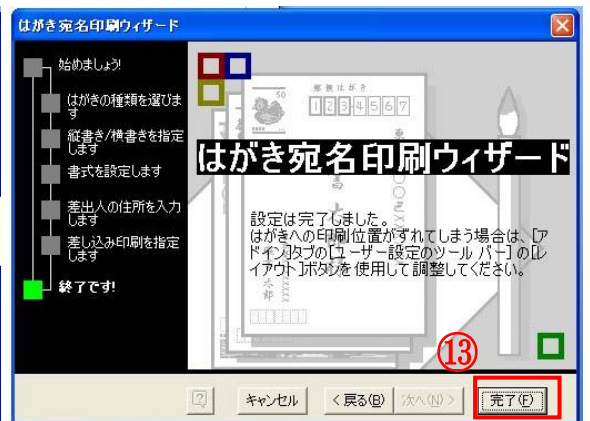 はがき宛名印刷ウィザード
始めましょう!
はがきの種類を選びま
す
縦書き/横書きを指定
します
書式を設定します
差出人の住所を入力
します
差し込み印刷を指定
します
終了です!
50
郵便はがき
1234567
はがき宛名印刷ウィザード
設定は完了しました。
はがきへの印刷位置がずれてしまう場合は、[ア
ドイン]タブの[ユーザー設定のツール バー] の[レ
イアウト]ボタンを使用して調整してください。
⑬
?
キャンセル
< 戻る(B)
次へ(N) >
完了(F)